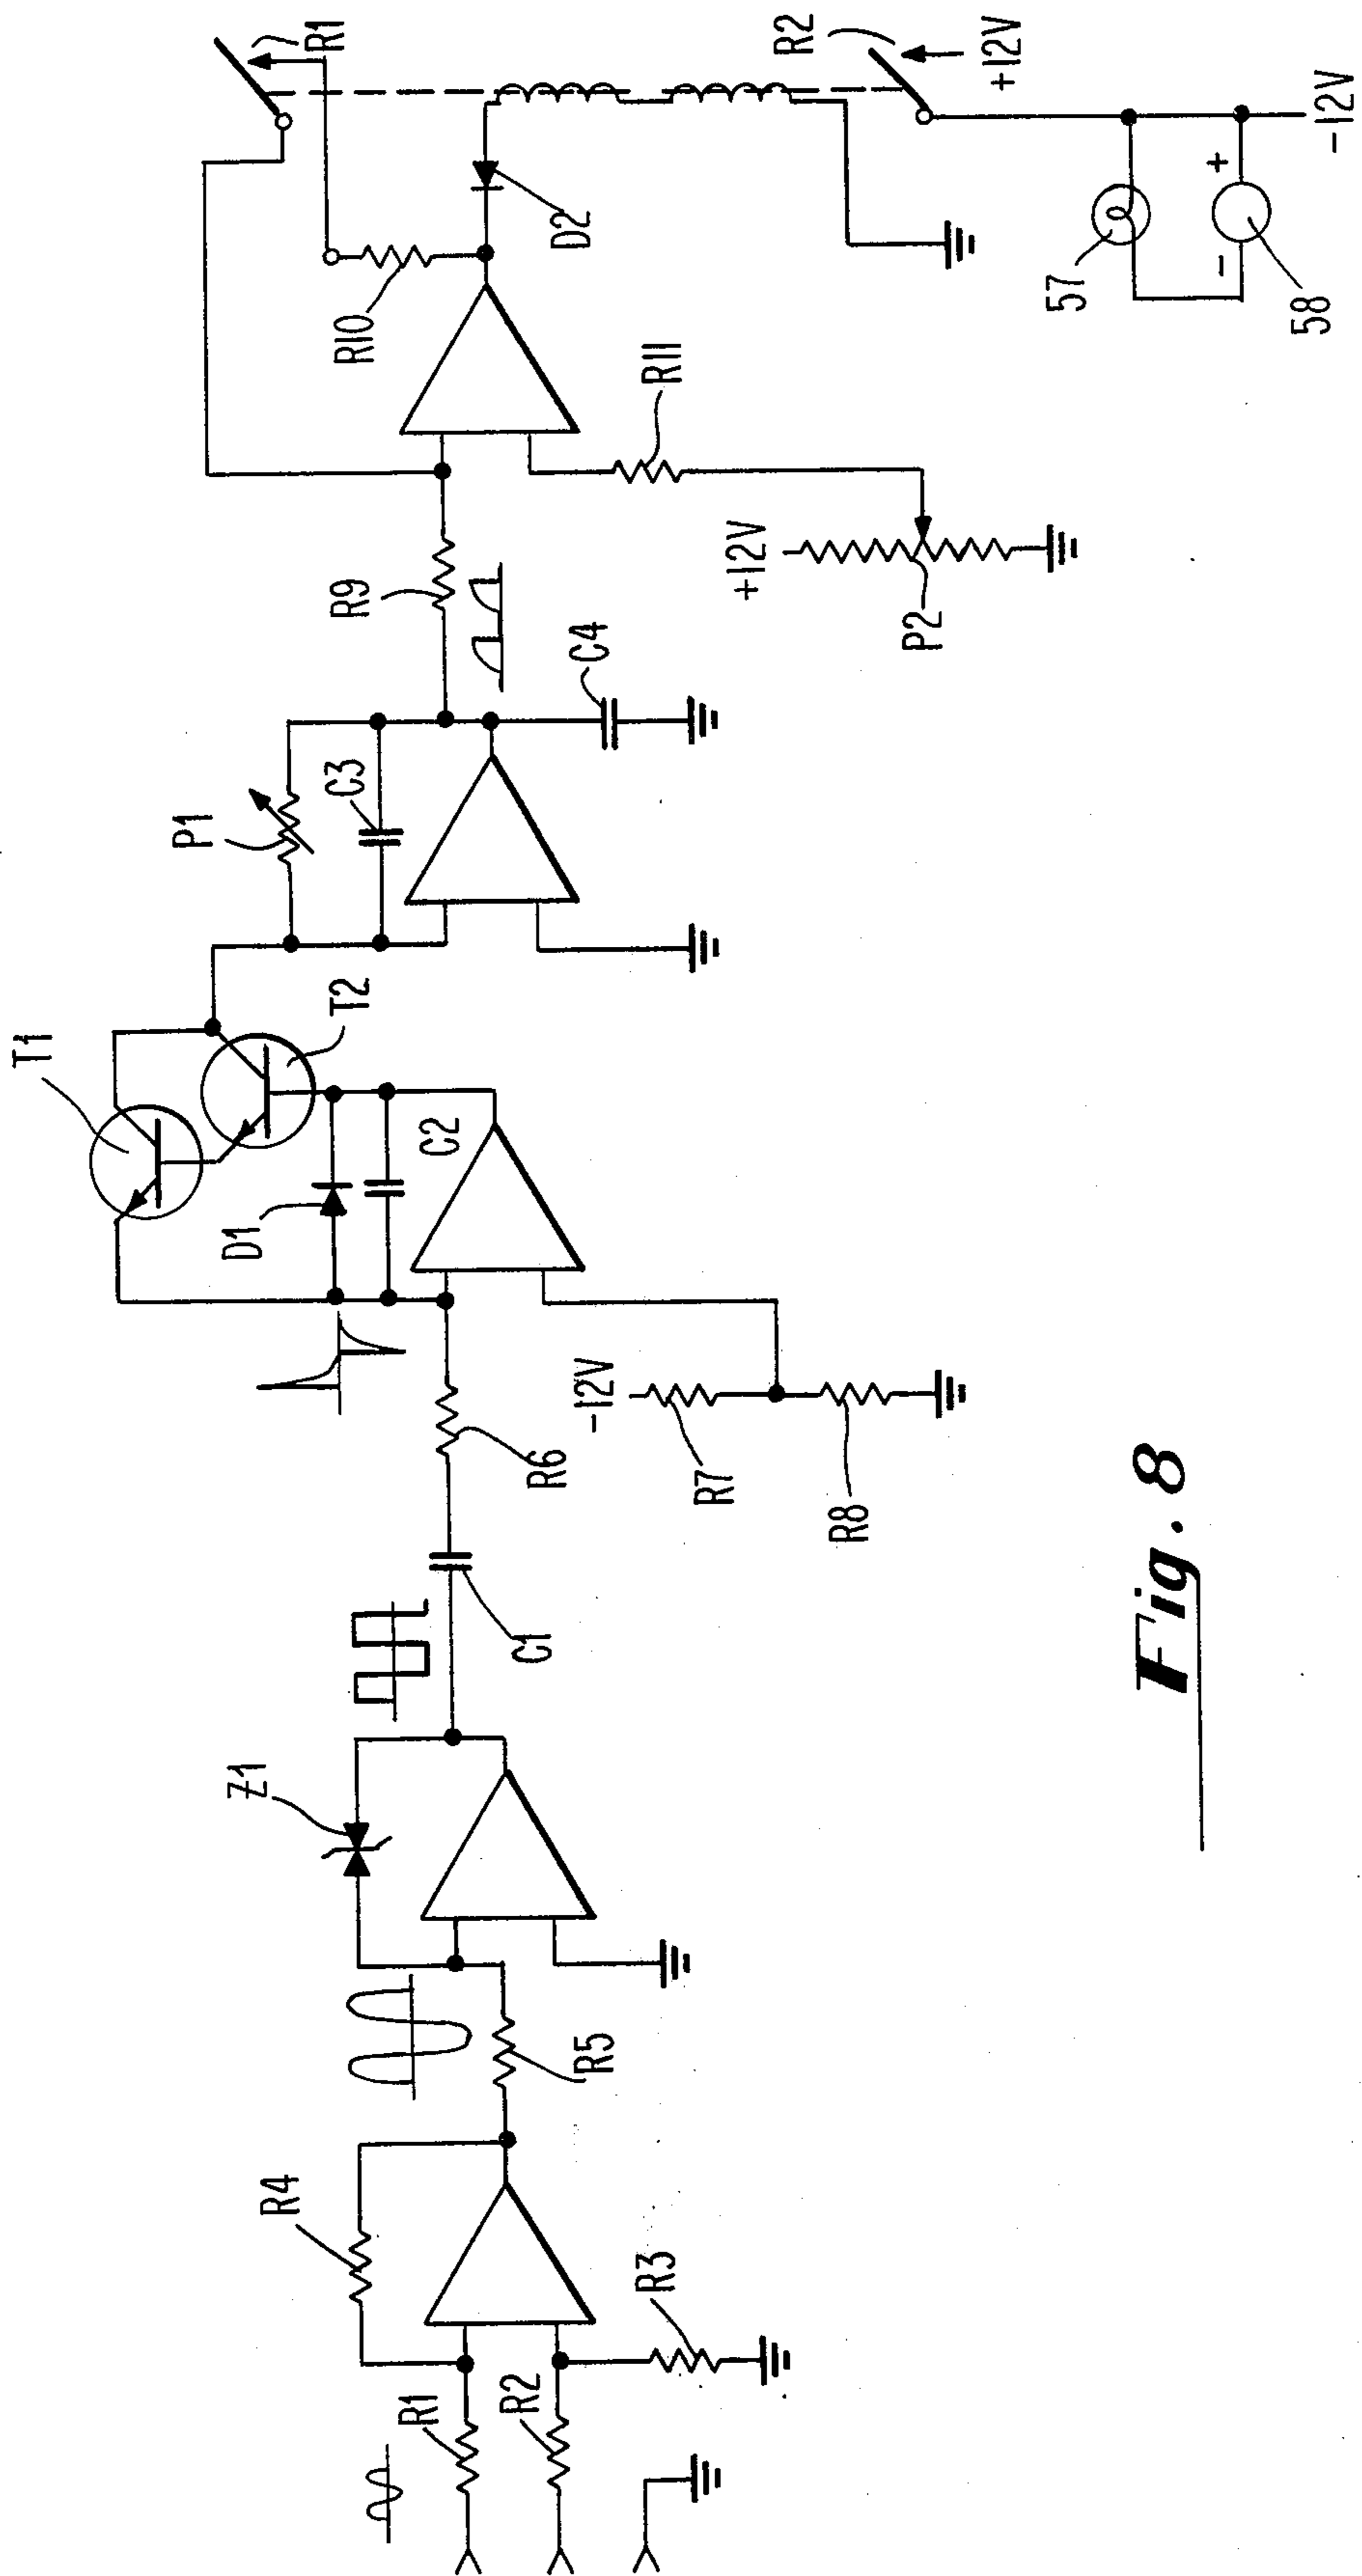 R1
R2
R3
R4
R5
Z1
C1
R6
-12V
R7
R8
D1
C2
T1
T2
P1
C3
C4
R9
+12V
P2
R11
R10
D2
R1
R2
+12V
57
+
-
58
-12V
Fig. 8